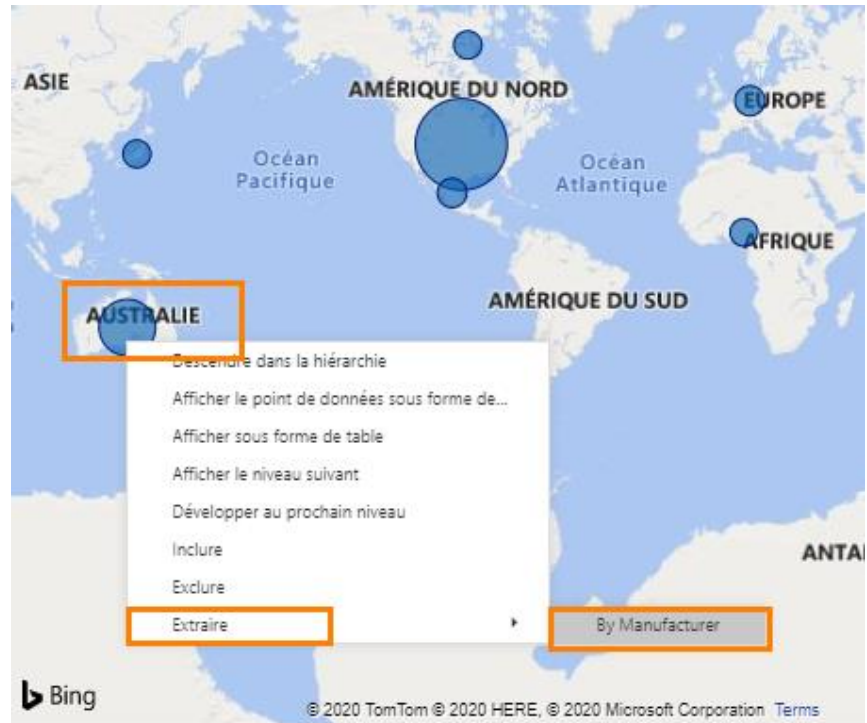 ASIE
AMÉRIQUE DU NORD
EUROPE
Océan
Pacifique
Océan
Atlantique
AFRIQUE
AUSTRALIE
AMÉRIQUE DU SUD
Descendre dans la hiérarchie
Afficher le point de données sous forme de...
Afficher sous forme de table
Afficher le niveau suivant
Développer au prochain niveau
Inclure
Exclure
ANTA
Extraire
By Manufacturer
Bing
© 2020 TomTom © 2020 HERE, © 2020 Microsoft Corporation Terms